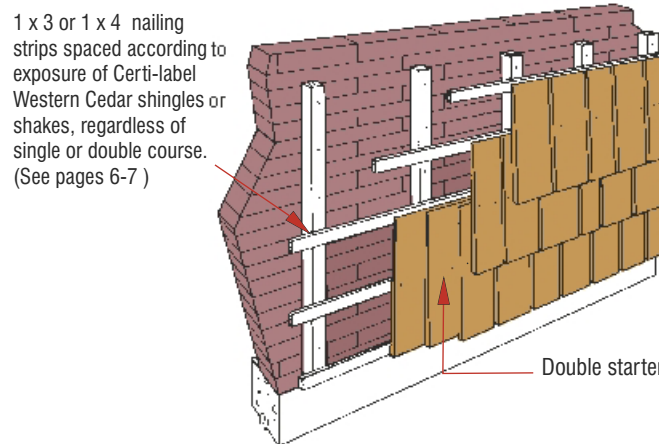 1 x 3 or 1 x 4 nailing
strips spaced according to
exposure of Certi-label
Western Cedar shingles or
shakes, regardless of
single or double course.
(See pages 6-7 )
Double starter